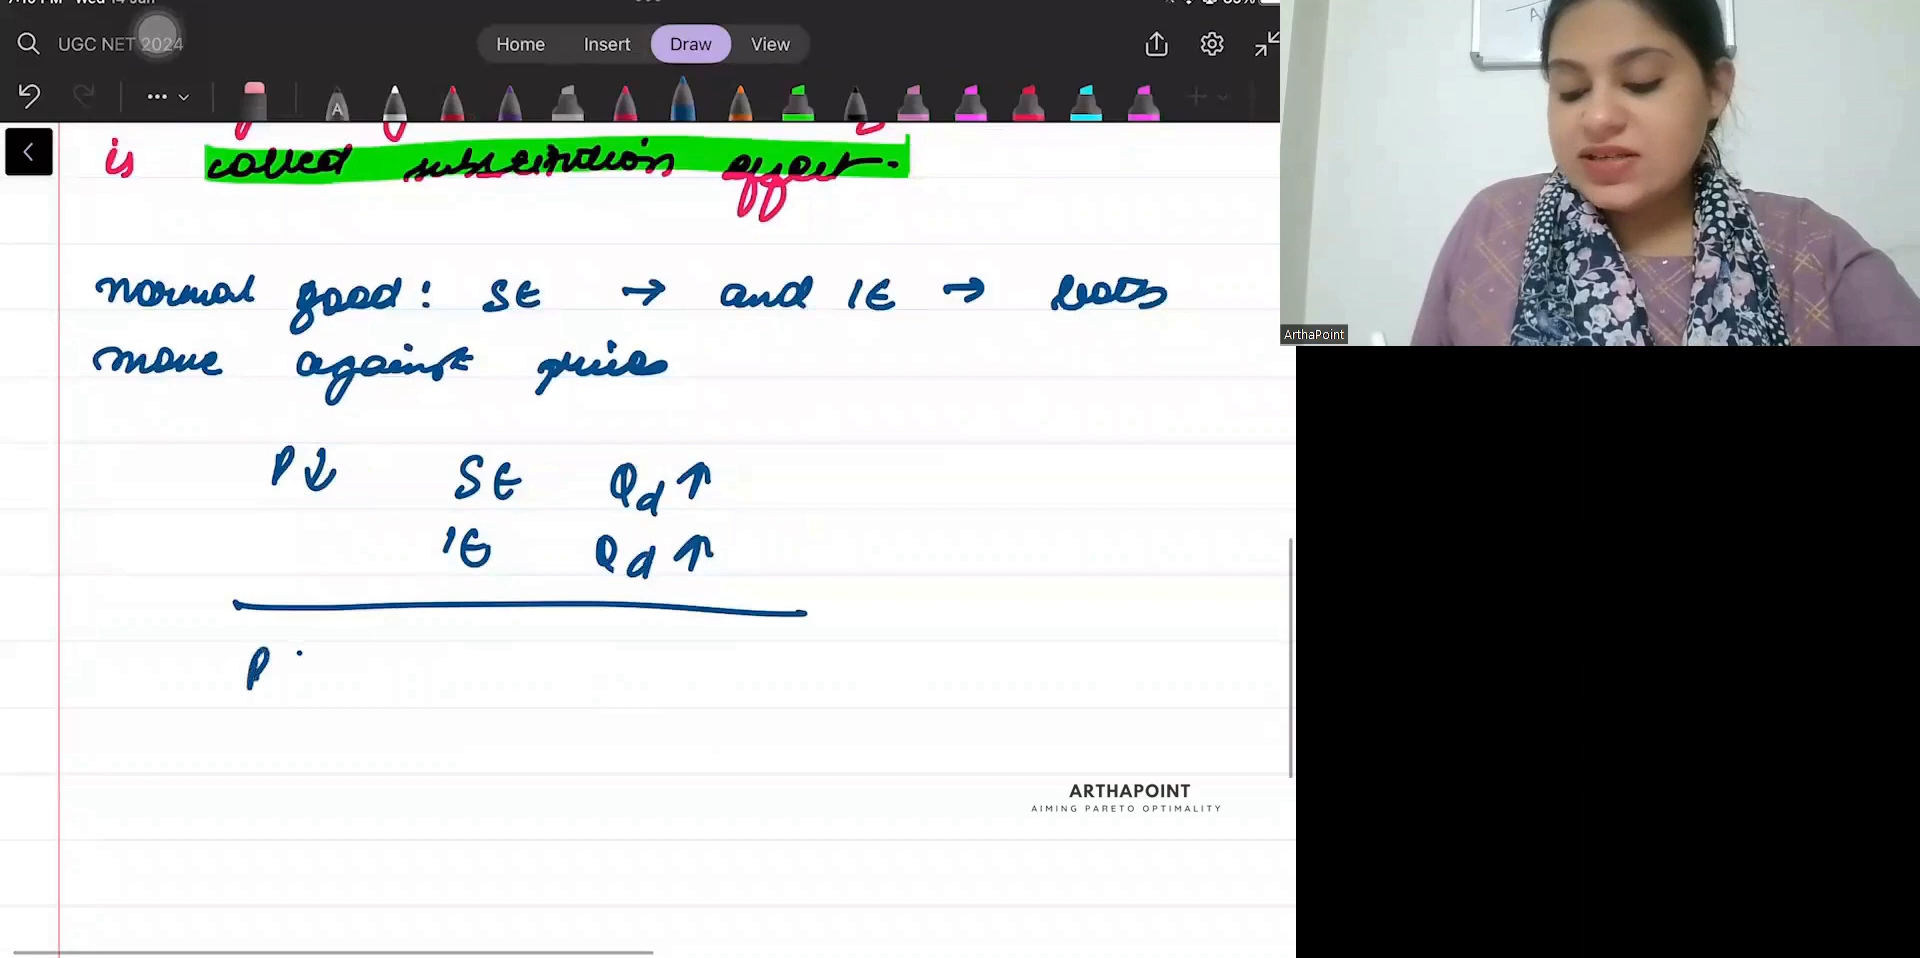 UGC NET 2024
Home Insert Draw View
A
is called substitution effect.
normal good: SE → and IE → both
move against price
P↓ SE Qd ↑
IE Qd ↑
P
ARTHAPOINT
AIMING PARETO OPTIMALITY
ArthaPoint